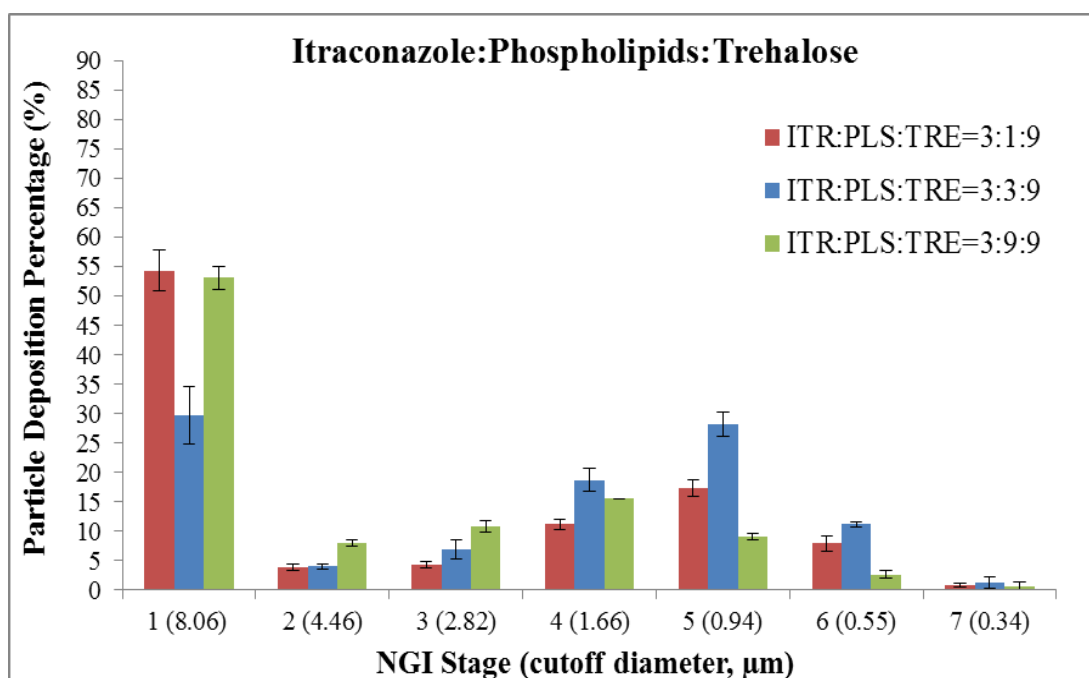 Itraconazole:Phospholipids:Trehalose
Particle Deposition Percentage (%)
90
85
80
75
70
65
60
55
50
45
40
35
30
25
20
15
10
5
0
ITR:PLS:TRE=3:1:9
ITR:PLS:TRE=3:3:9
ITR:PLS:TRE=3:9:9
1 (8.06) 2 (4.46) 3 (2.82) 4 (1.66) 5 (0.94) 6 (0.55) 7 (0.34)
NGI Stage (cutoff diameter, μm)